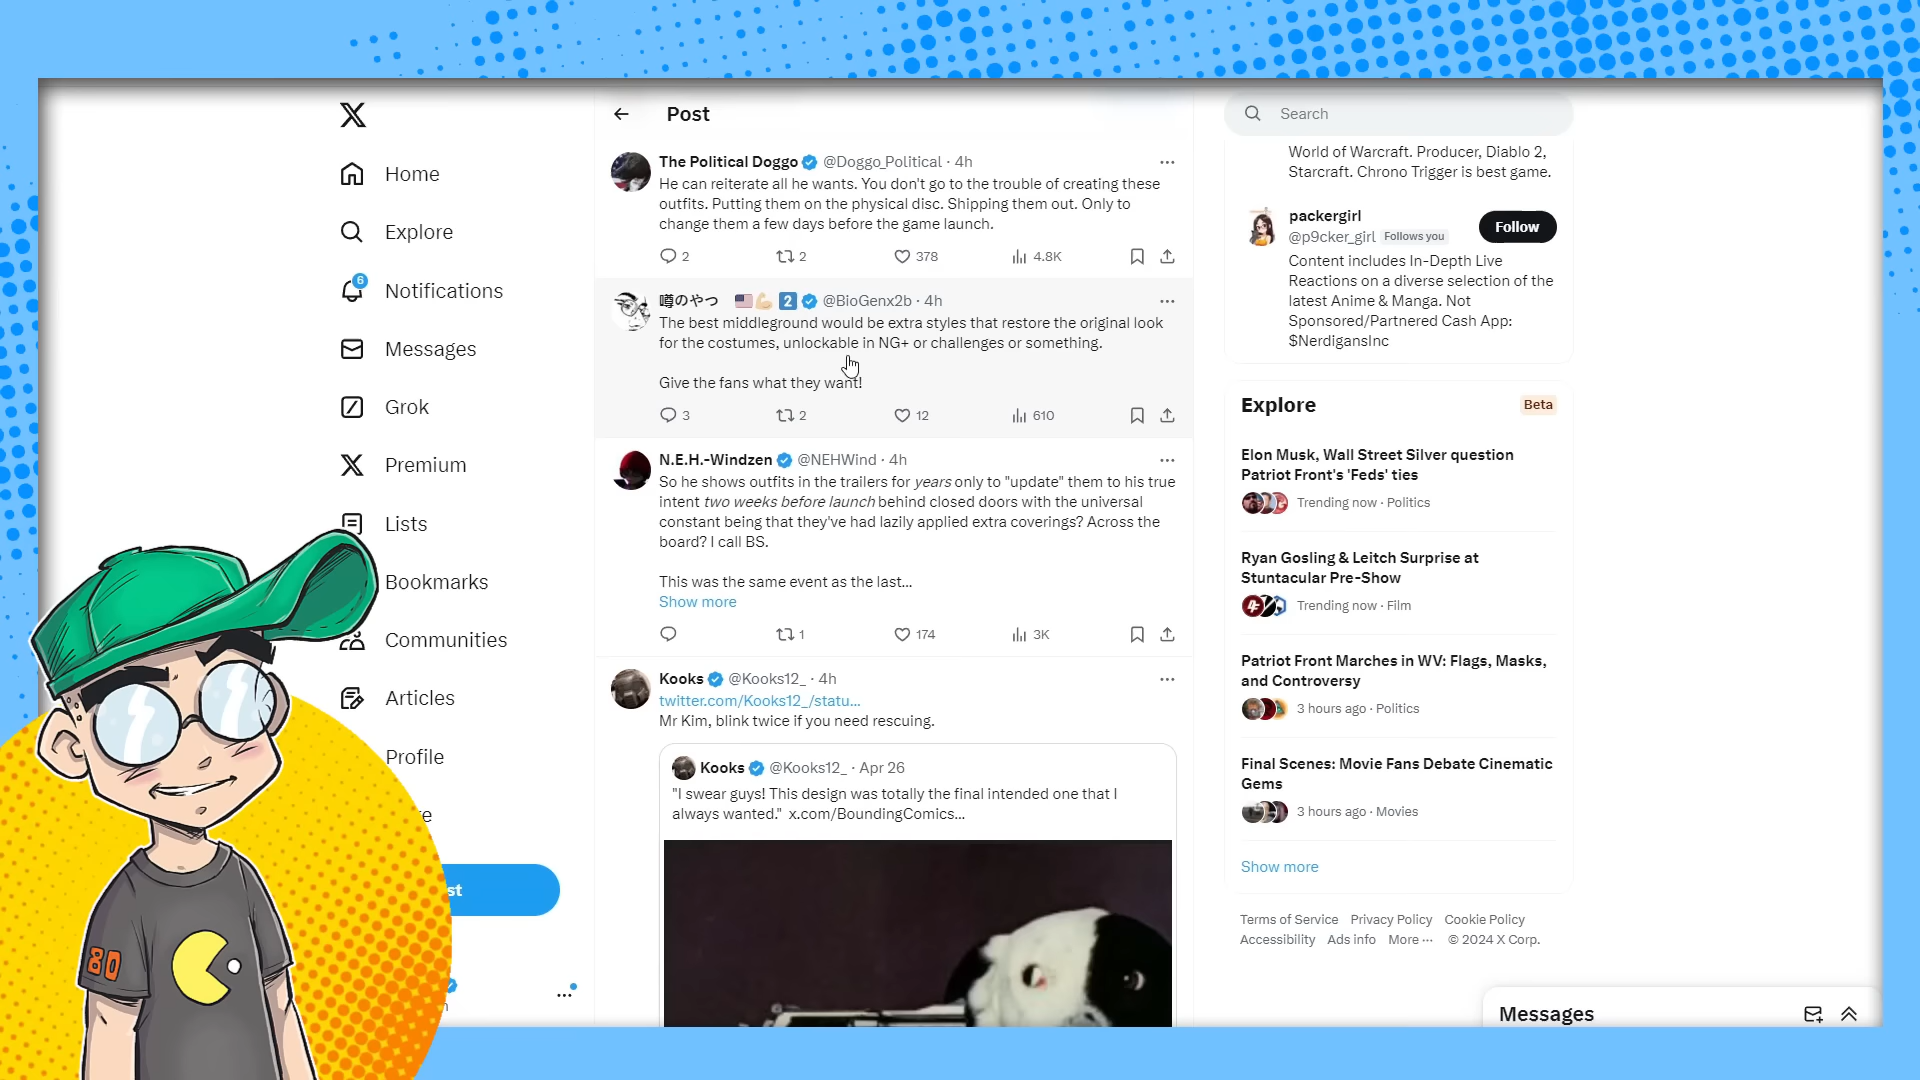 Home
Explore
6
Notifications
Messages
Grok
Premium
Lists
Bookmarks
Communities
Articles
Profile
80
Post
The Political Doggo @Doggo_Political · 4h
He can reiterate all he wants. You don't go to the trouble of creating these
outfits. Putting them on the physical disc. Shipping them out. Only to
change them a few days before the game launch.
2 2 378 4.8K
噂のやつ 🇺🇸💪🏼2️⃣ @BioGenx2b · 4h
The best middleground would be extra styles that restore the original look
for the costumes, unlockable in NG+ or challenges or something.
Give the fans what they want!
3 2 12 610
N.E.H.-Windzen @NEHWind · 4h
So he shows outfits in the trailers for years only to "update" them to his true
intent two weeks before launch behind closed doors with the universal
constant being that they've had lazily applied extra coverings? Across the
board? I call BS.
This was the same event as the last...
Show more
1 174 3K
Kooks @Kooks12_ · 4h
twitter.com/Kooks12_/statu...
Mr Kim, blink twice if you need rescuing.
Kooks @Kooks12_ · Apr 26
"I swear guys! This design was totally the final intended one that I
always wanted." x.com/BoundingComics...
Search
World of Warcraft. Producer, Diablo 2,
Starcraft. Chrono Trigger is best game.
packergirl
@p9cker_girl Follows you
Follow
Content includes In-Depth Live
Reactions on a diverse selection of the
latest Anime & Manga. Not
Sponsored/Partnered Cash App:
$NerdigansInc
Explore
Beta
Elon Musk, Wall Street Silver question
Patriot Front's 'Feds' ties
Trending now · Politics
Ryan Gosling & Leitch Surprise at
Stuntacular Pre-Show
Trending now · Film
Patriot Front Marches in WV: Flags, Masks,
and Controversy
3 hours ago · Politics
Final Scenes: Movie Fans Debate Cinematic
Gems
3 hours ago · Movies
Show more
Terms of Service Privacy Policy Cookie Policy
Accessibility Ads info More ··· © 2024 X Corp.
Messages